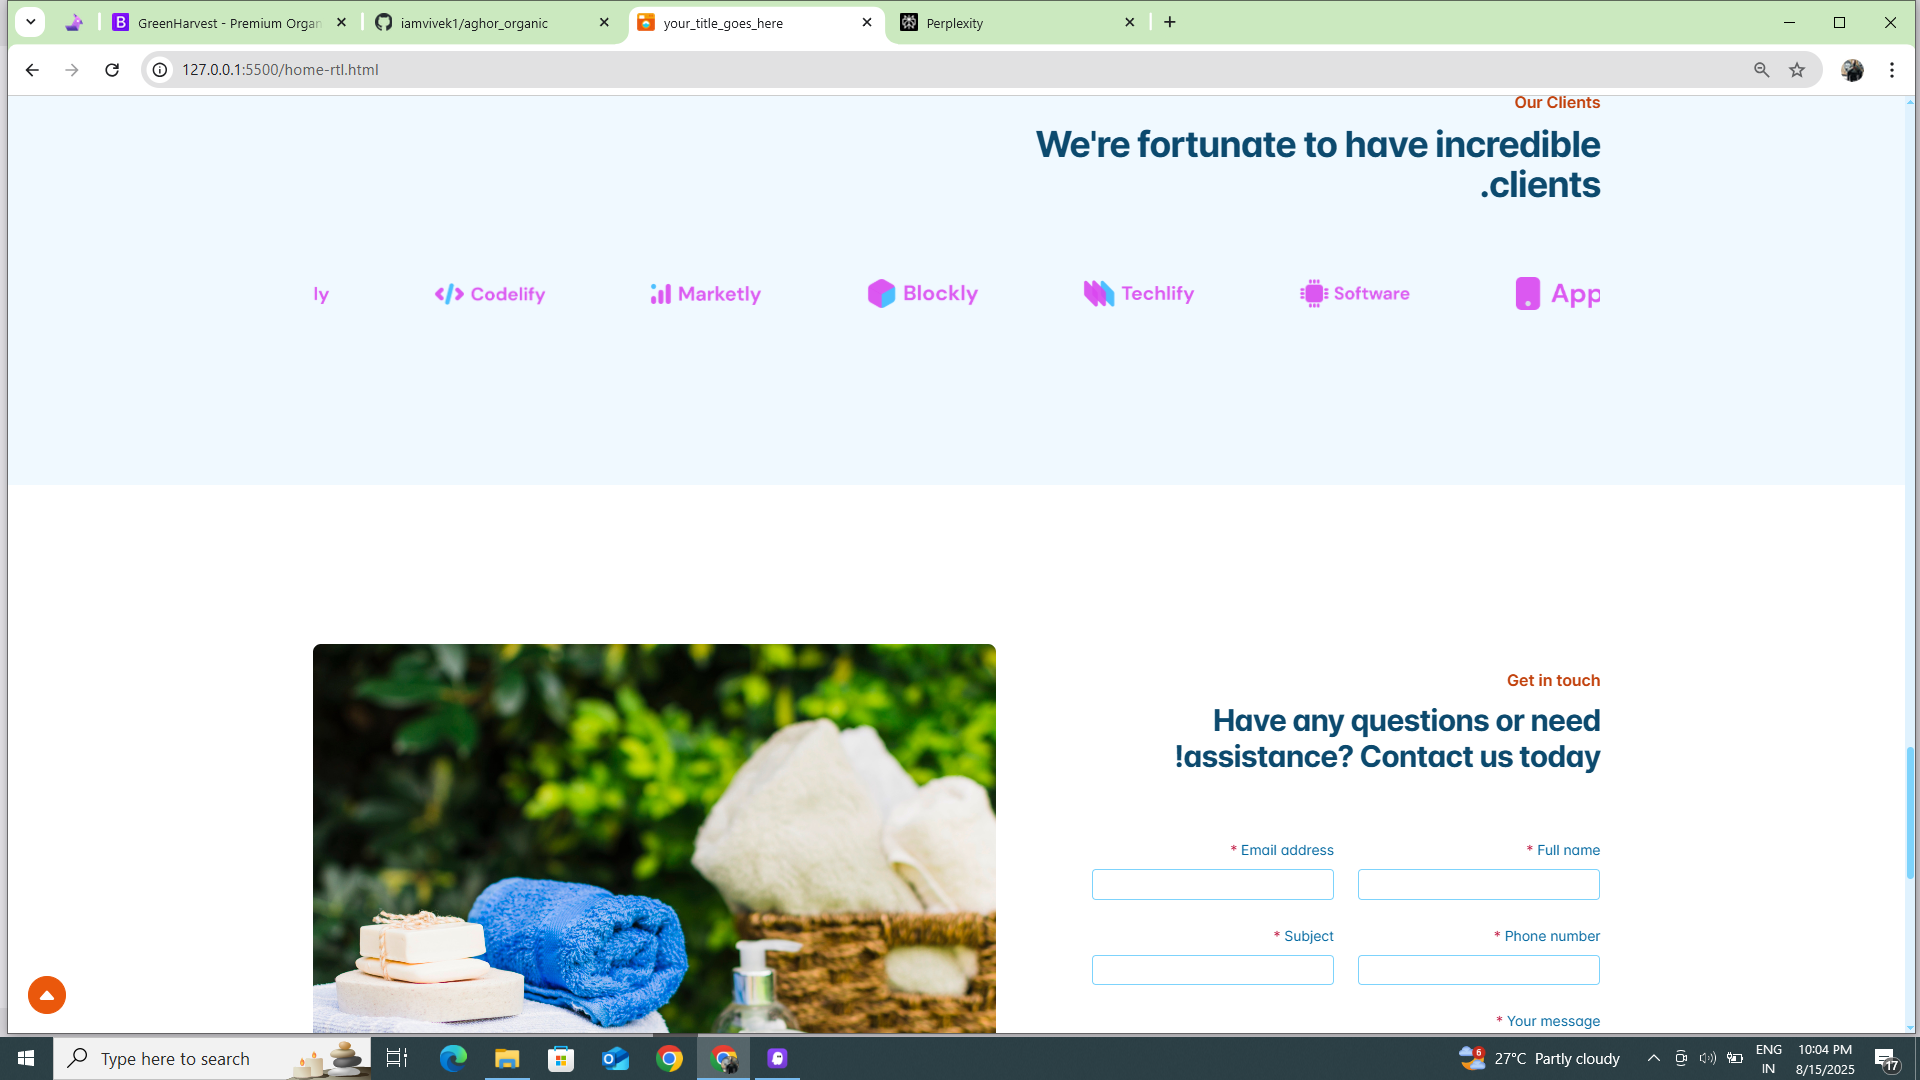 GreenHarvest - Premium Organ
iamvivek1/aghor_organic
your_title_goes_here
Perplexity
127.0.0.1:5500/home-rtl.html
Our Clients
We're fortunate to have incredible
.clients
ly
Codelify
Marketly
Blockly
Techlify
Software
App
Get in touch
Have any questions or need
!assistance? Contact us today
* Email address
* Full name
* Subject
* Phone number
* Your message
Type here to search
6
27°C Partly cloudy
ENG
IN
10:04 PM
8/15/2025
17